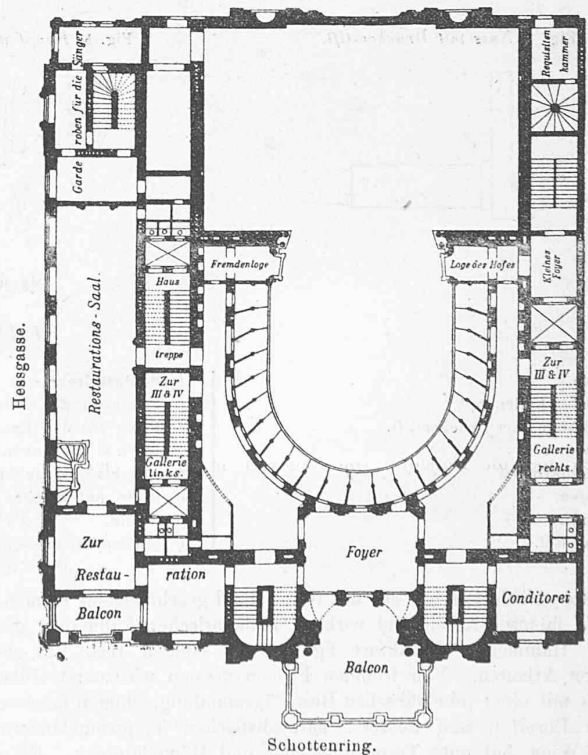 Sänger
roben für die
Garde
Requisiten
kammer
Fremdenloge
Loge des Hofes
Kleines
Foyer
Haus
treppe
Restaurations-Saal
Hessgasse.
Zur
III & IV
Gallerie
links.
Zur
III & IV
Gallerie
rechts.
Zur
Restau-
ration
Foyer
Conditorei
Balcon
Balcon
Schottenring.